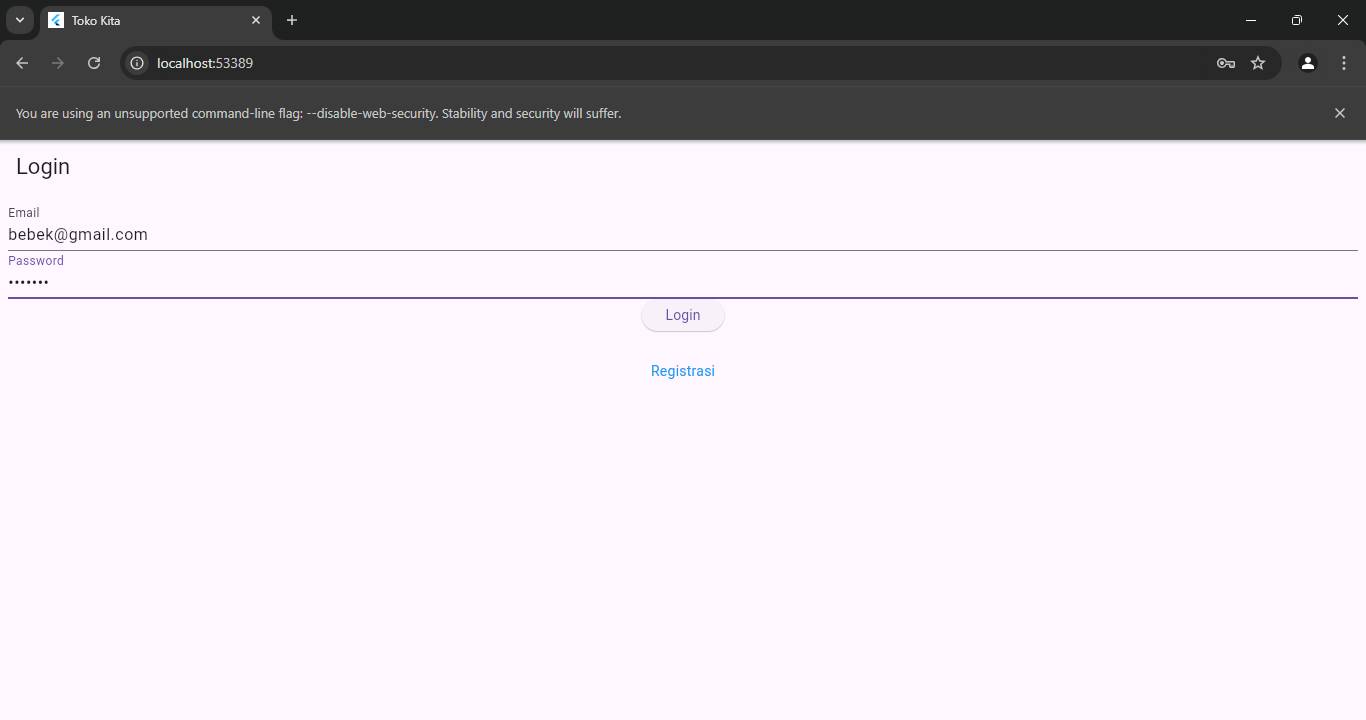 Toko Kita
localhost:53389
You are using an unsupported command-line flag: --disable-web-security. Stability and security will suffer.
Login
Email
bebek@gmail.com
Password
•••••••
Login
Registrasi